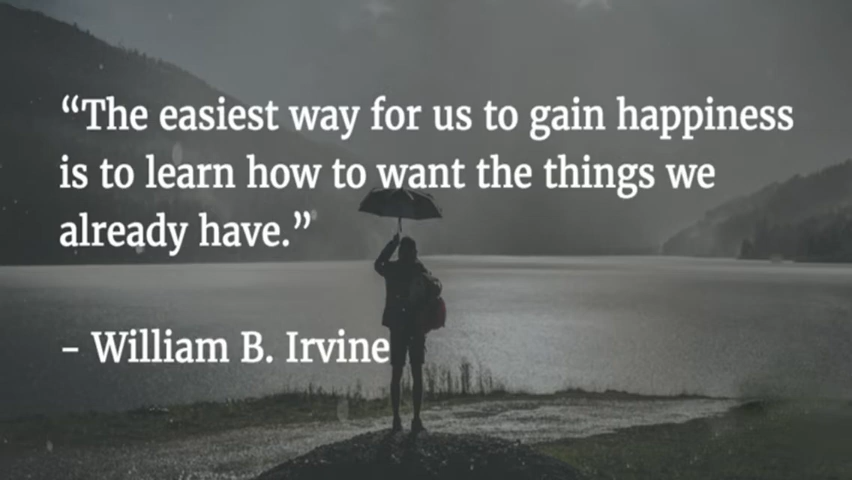 “The easiest way for us to gain happiness
is to learn how to want the things we
already have.”
– William B. Irvine